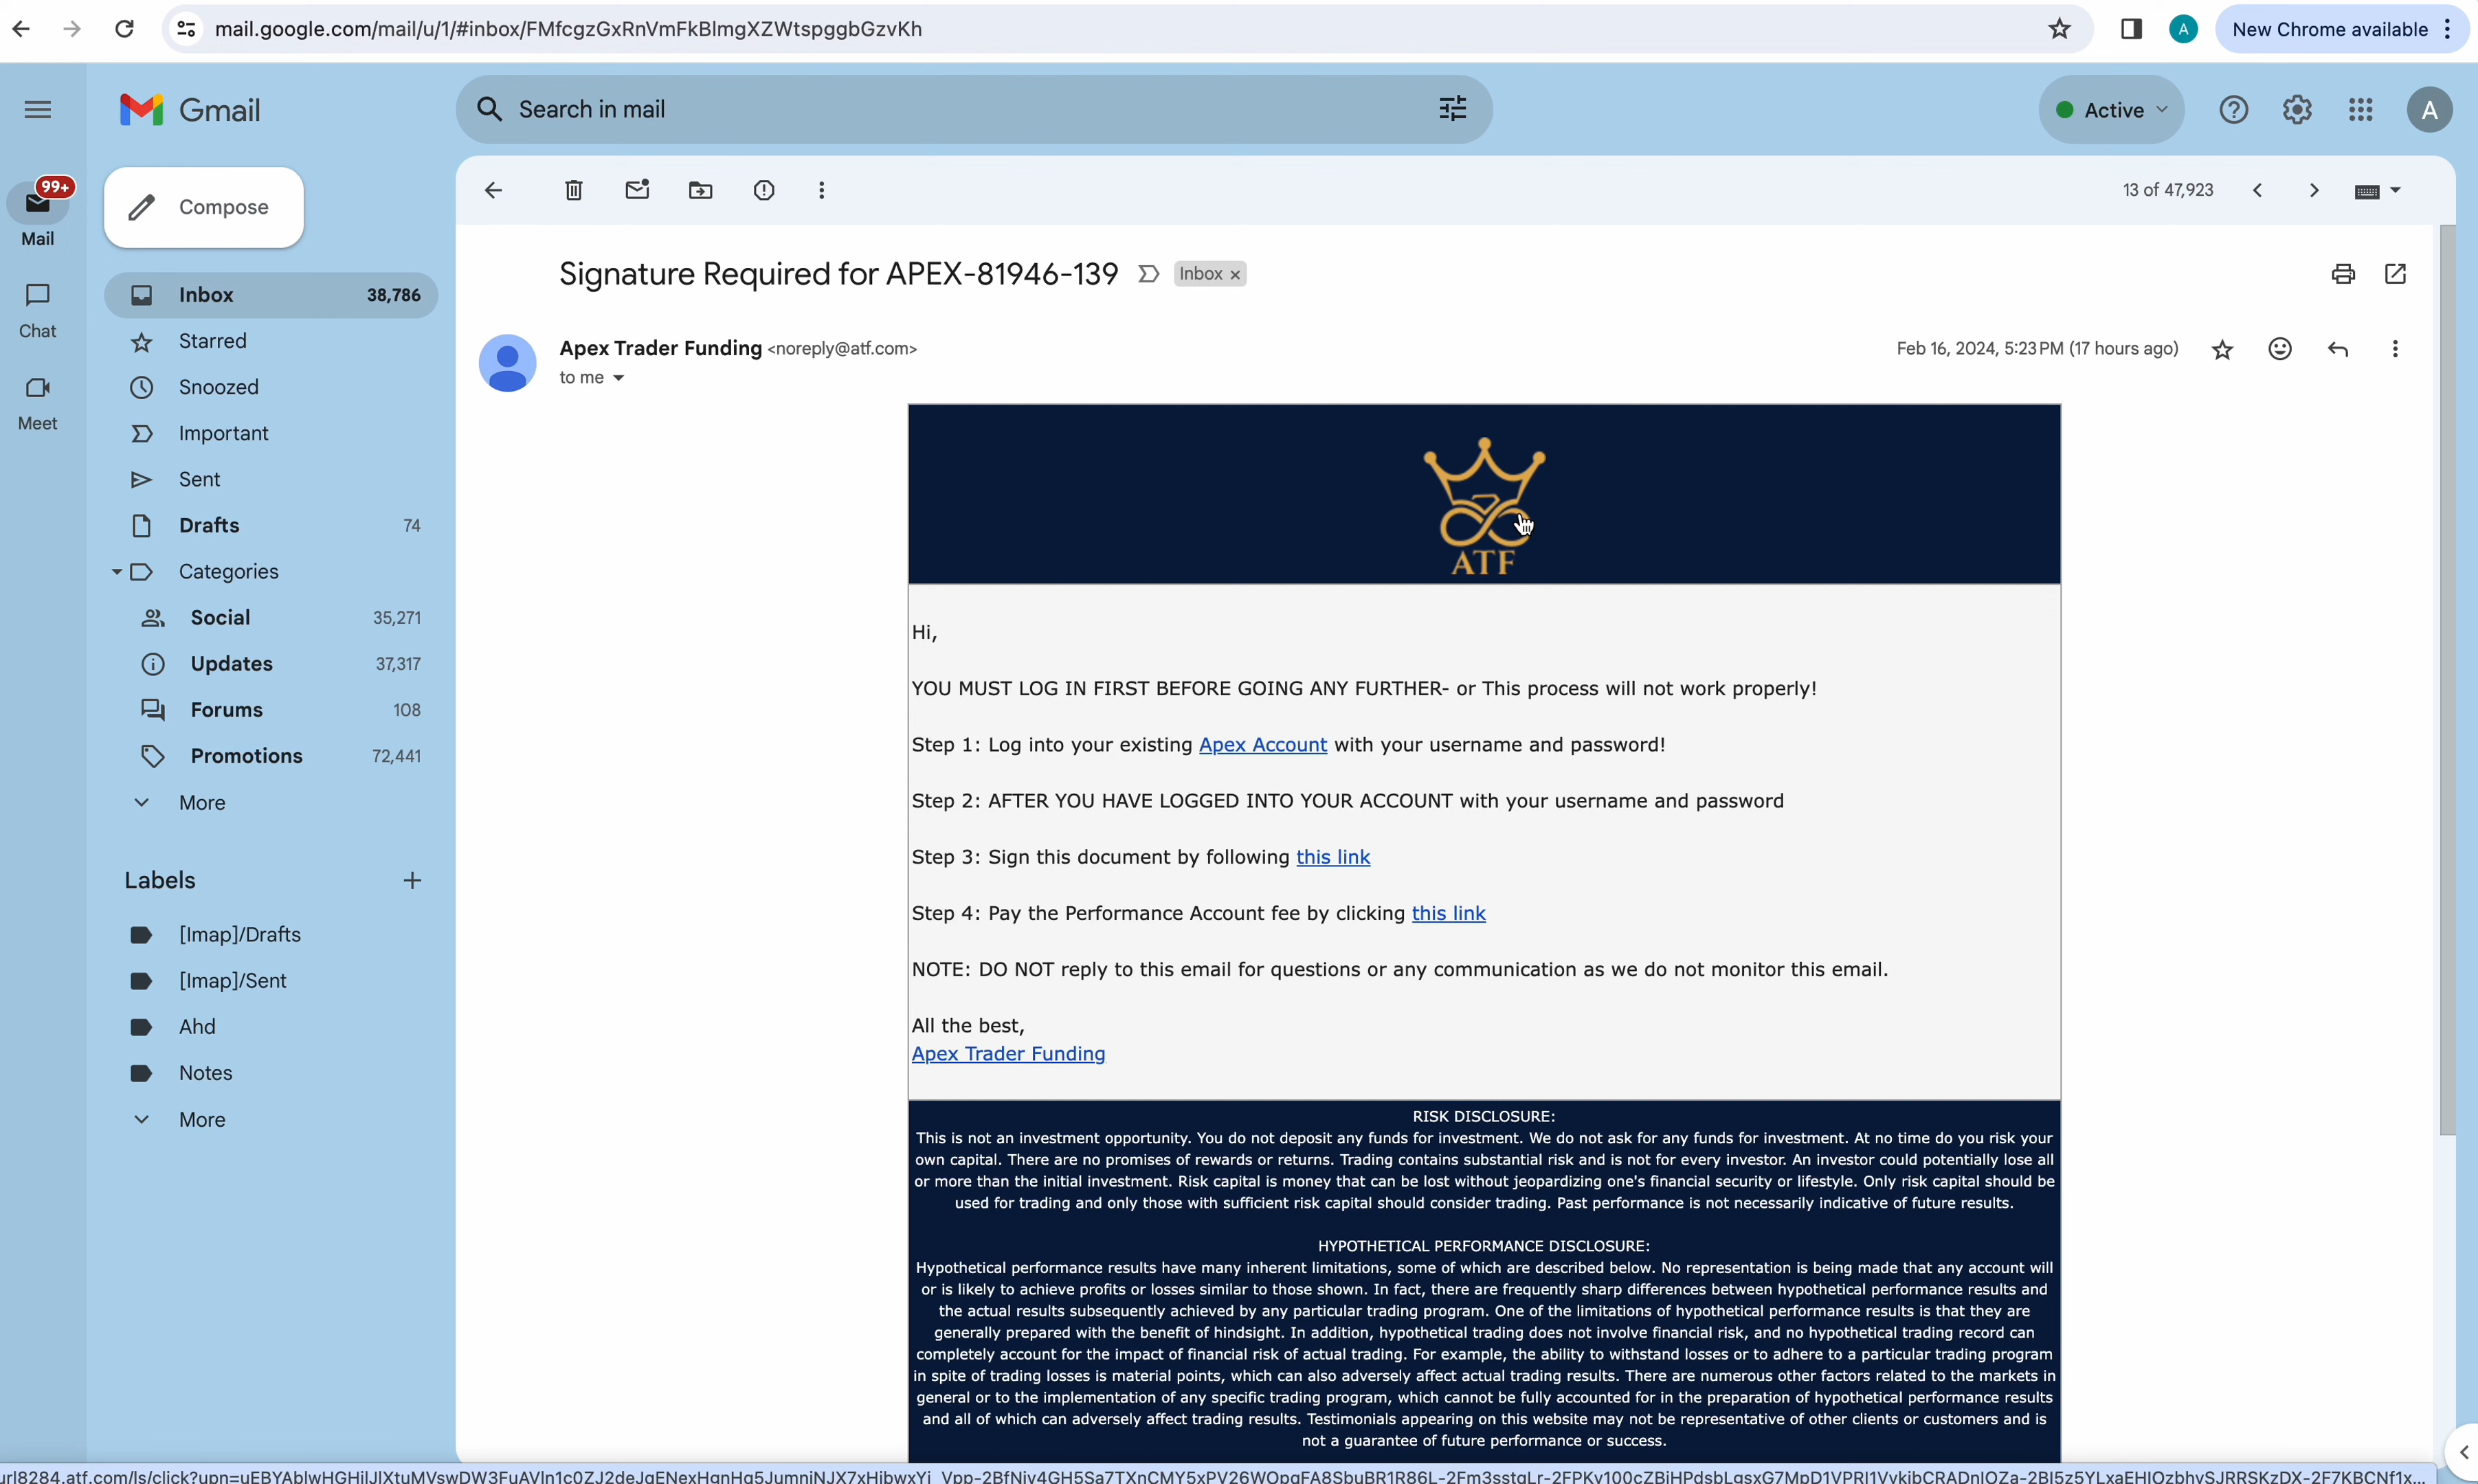 mail.google.com/mail/u/1/#inbox/FMfcgzGxRnVmFkBlmgXZWtspggbGzvKh
A
New Chrome available
Gmail
Search in mail
Active
A
99+
Mail
Compose
13 of 47,923
Chat
Meet
Inbox 38,786
Starred
Snoozed
Important
Sent
Drafts 74
Categories
Social 35,271
Updates 37,317
Forums 108
Promotions 72,441
More
Labels
[Imap]/Drafts
[Imap]/Sent
Ahd
Notes
More
Signature Required for APEX-81946-139 Inbox x
Apex Trader Funding <noreply@atf.com>
Feb 16, 2024, 5:23 PM (17 hours ago)
to me
ATF
Hi,
YOU MUST LOG IN FIRST BEFORE GOING ANY FURTHER- or This process will not work properly!
Step 1: Log into your existing Apex Account with your username and password!
Step 2: AFTER YOU HAVE LOGGED INTO YOUR ACCOUNT with your username and password
Step 3: Sign this document by following this link
Step 4: Pay the Performance Account fee by clicking this link
NOTE: DO NOT reply to this email for questions or any communication as we do not monitor this email.
All the best,
Apex Trader Funding
RISK DISCLOSURE:
This is not an investment opportunity. You do not deposit any funds for investment. We do not ask for any funds for investment. At no time do you risk your
own capital. There are no promises of rewards or returns. Trading contains substantial risk and is not for every investor. An investor could potentially lose all
or more than the initial investment. Risk capital is money that can be lost without jeopardizing one's financial security or lifestyle. Only risk capital should be
used for trading and only those with sufficient risk capital should consider trading. Past performance is not necessarily indicative of future results.
HYPOTHETICAL PERFORMANCE DISCLOSURE:
Hypothetical performance results have many inherent limitations, some of which are described below. No representation is being made that any account will
or is likely to achieve profits or losses similar to those shown. In fact, there are frequently sharp differences between hypothetical performance results and
the actual results subsequently achieved by any particular trading program. One of the limitations of hypothetical performance results is that they are
generally prepared with the benefit of hindsight. In addition, hypothetical trading does not involve financial risk, and no hypothetical trading record can
completely account for the impact of financial risk of actual trading. For example, the ability to withstand losses or to adhere to a particular trading program
in spite of trading losses is material points, which can also adversely affect actual trading results. There are numerous other factors related to the markets in
general or to the implementation of any specific trading program, which cannot be fully accounted for in the preparation of hypothetical performance results
and all of which can adversely affect trading results. Testimonials appearing on this website may not be representative of other clients or customers and is
not a guarantee of future performance or success.